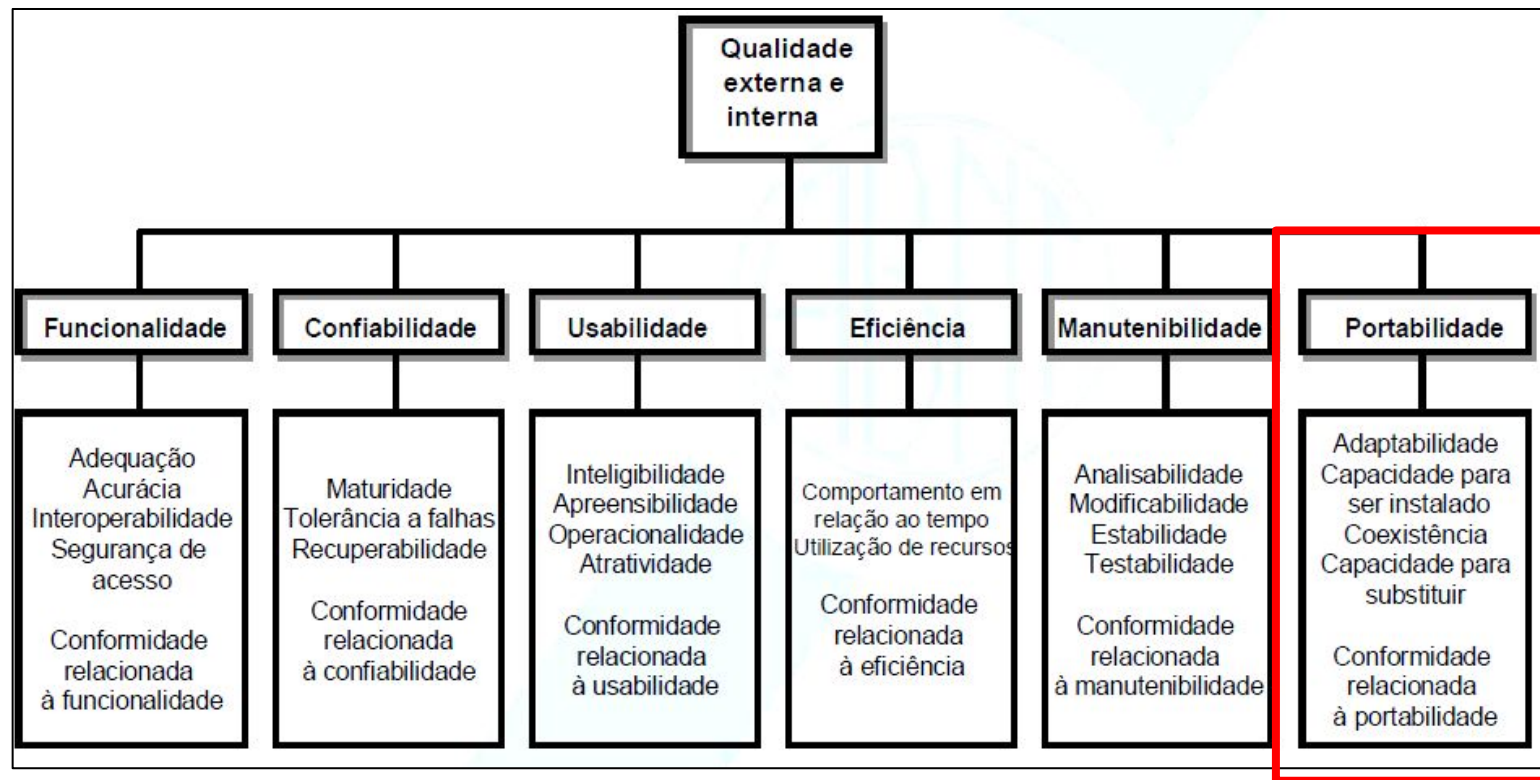 Qualidade
externa e
interna
Funcionalidade
Confiabilidade
Usabilidade
Eficiência
Manutenibilidade
Portabilidade
Adequação
Acurácia
Interoperabilidade
Segurança de
acesso
Conformidade
relacionada
à funcionalidade
Maturidade
Tolerância a falhas
Recuperabilidade
Conformidade
relacionada
à confiabilidade
Inteligibilidade
Apreensibilidade
Operacionalidade
Atratividade
Conformidade
relacionada
à usabilidade
Comportamento em
relação ao tempo
Utilização de recursos
Conformidade
relacionada
à eficiência
Analisabilidade
Modificabilidade
Estabilidade
Testabilidade
Conformidade
relacionada
à manutenibilidade
Adaptabilidade
Capacidade para
ser instalado
Coexistência
Capacidade para
substituir
Conformidade
relacionada
à portabilidade